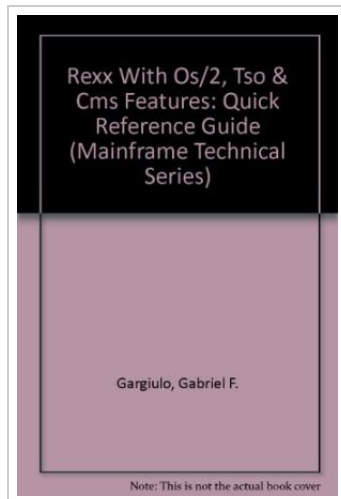 Rexx With Os/2, Tso &
Cms Features: Quick
Reference Guide
(Mainframe Technical
Series)
Gargiulo, Gabriel F.
Note: This is not the actual book cover